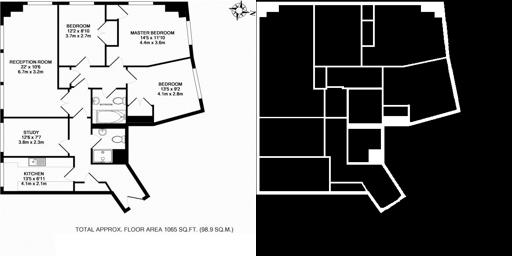 BEDROOM
12'2 x 8'10
3.7m x 2.7m
MASTER BEDROOM
14'5 x 11'10
4.4m x 3.6m
RECEPTION ROOM
22' x 10'6
6.7m x 3.2m
BEDROOM
13'5 x 9'2
4.1m x 2.8m
STUDY
12'6 x 7'7
3.8m x 2.3m
KITCHEN
13'5 x 6'11
4.1m x 2.1m
TOTAL APPROX. FLOOR AREA 1065 SQ.FT. (98.9 SQ.M.)